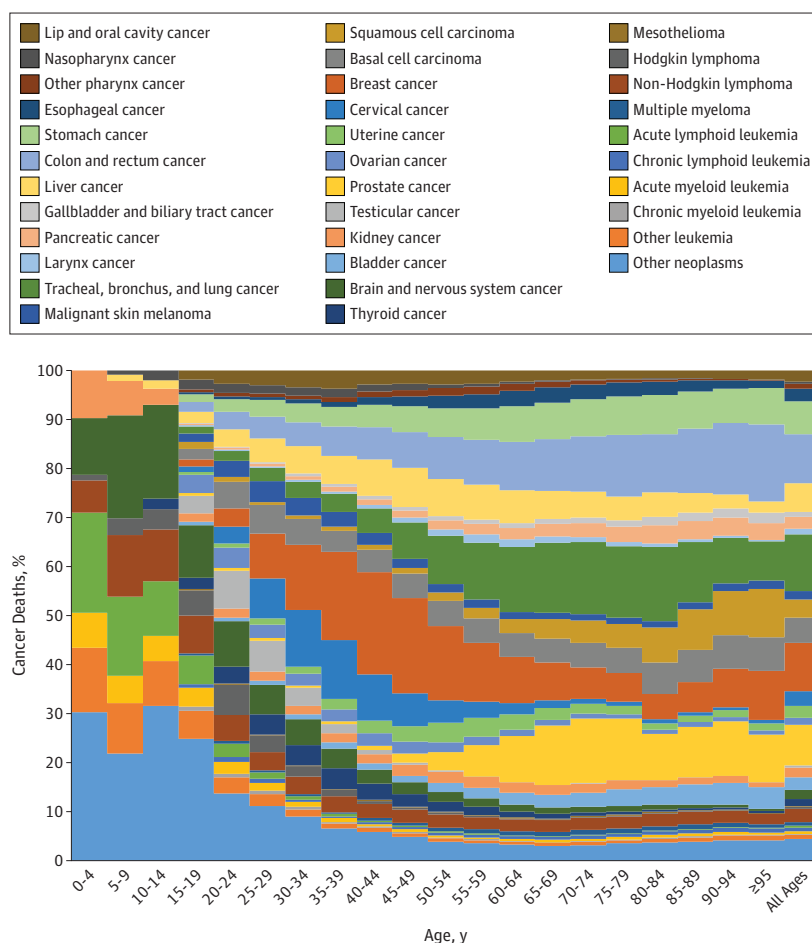 Lip and oral cavity cancer
Nasopharynx cancer
Other pharynx cancer
Esophageal cancer
Stomach cancer
Colon and rectum cancer
Liver cancer
Gallbladder and biliary tract cancer
Pancreatic cancer
Larynx cancer
Tracheal, bronchus, and lung cancer
Malignant skin melanoma
Squamous cell carcinoma
Basal cell carcinoma
Breast cancer
Cervical cancer
Uterine cancer
Ovarian cancer
Prostate cancer
Testicular cancer
Kidney cancer
Bladder cancer
Brain and nervous system cancer
Thyroid cancer
Mesothelioma
Hodgkin lymphoma
Non-Hodgkin lymphoma
Multiple myeloma
Acute lymphoid leukemia
Chronic lymphoid leukemia
Acute myeloid leukemia
Chronic myeloid leukemia
Other leukemia
Other neoplasms
Cancer Deaths, %
100
90
80
70
60
50
40
30
20
10
0
0-4
5-9
10-14
15-19
20-24
25-29
30-34
35-39
40-44
45-49
50-54
55-59
60-64
65-69
70-74
75-79
80-84
85-89
90-94
≥95
All Ages
Age, y